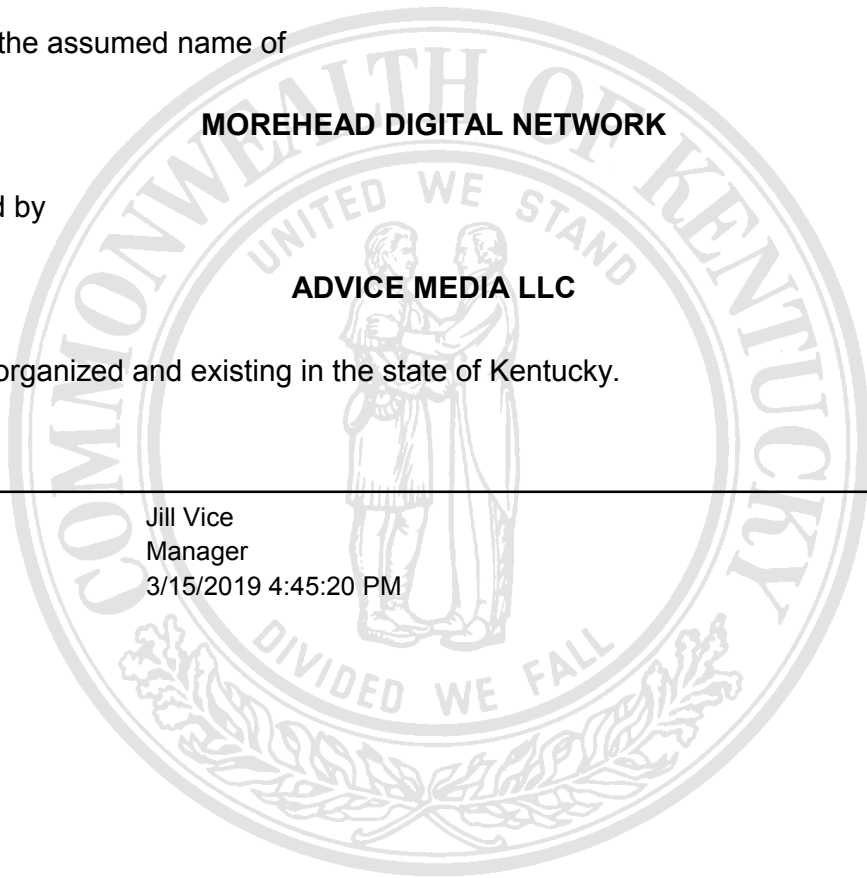 the assumed name of
MOREHEAD DIGITAL NETWORK
d by
ADVICE MEDIA LLC
organized and existing in the state of Kentucky.
Jill Vice
Manager
3/15/2019 4:45:20 PM
COMMONWEALTH OF KENTUCKY
UNITED WE STAND
DIVIDED WE FALL